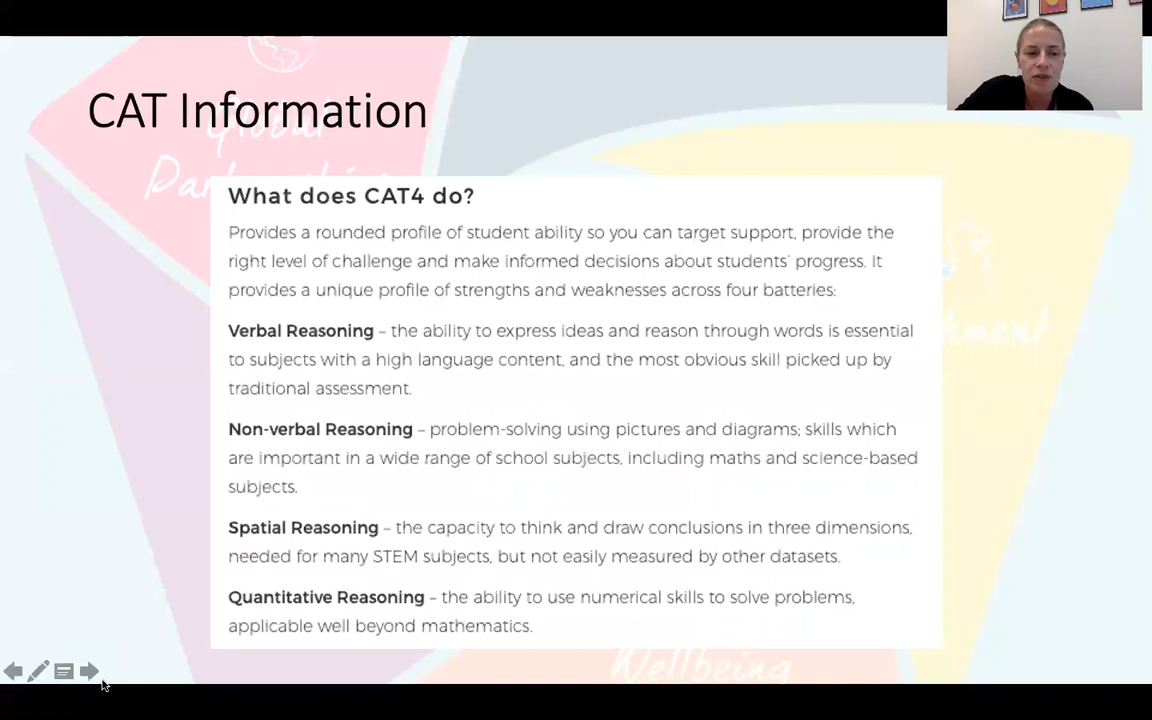 CAT Information
Global
What does CAT4 do?
Provides a rounded profile of student ability so you can target support, provide the
right level of challenge and make informed decisions about students' progress. It
provides a unique profile of strengths and weaknesses across four batteries:
Verbal Reasoning – the ability to express ideas and reason through words is essential
to subjects with a high language content, and the most obvious skill picked up by
traditional assessment.
Non-verbal Reasoning – problem-solving using pictures and diagrams; skills which
are important in a wide range of school subjects, including maths and science-based
subjects.
Spatial Reasoning – the capacity to think and draw conclusions in three dimensions,
needed for many STEM subjects, but not easily measured by other datasets.
Quantitative Reasoning – the ability to use numerical skills to solve problems,
applicable well beyond mathematics.
Wellbeing